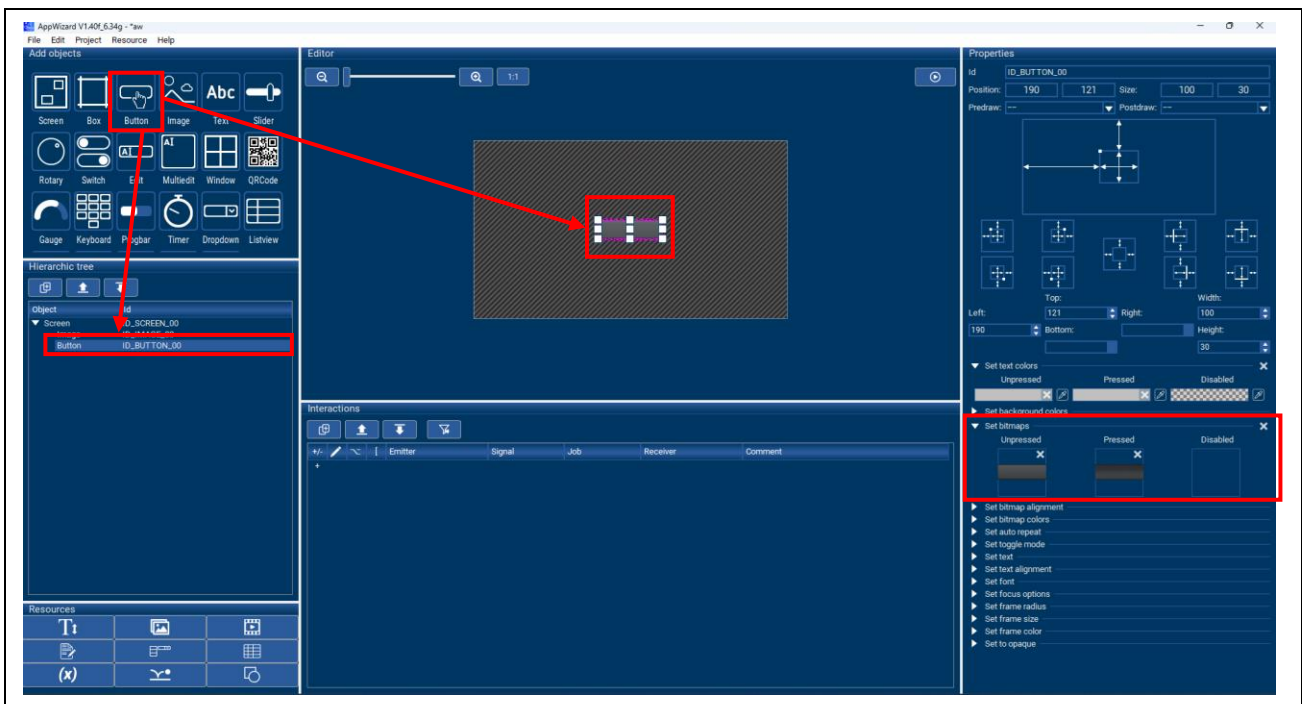 AppWizard V1.40f_6.34g - *aw
File Edit Project Resource Help
Add objects
Screen Box Button Image Text Slider
Abc
Rotary Switch Edit Multiedit Window QRCode
AI
AI
Gauge Keyboard Progbar Timer Dropdown Listview
Hierarchic tree
Object Id
Screen ID_SCREEN_00
Image ID_IMAGE_00
Button ID_BUTTON_00
Resources
(x)
Editor
1:1
Interactions
+/- Emitter Signal Job Receiver Comment
+
Properties
Id ID_BUTTON_00
Position: 190 121 Size: 100 30
Predraw: -- Postdraw: --
Top: Width:
Left: 121 Right: 100
190 Bottom: Height:
30
Set text colors
Unpressed Pressed Disabled
Set background colors
Set bitmaps
Unpressed Pressed Disabled
Set bitmap alignment
Set bitmap colors
Set auto repeat
Set toggle mode
Set text
Set text alignment
Set font
Set focus options
Set frame radius
Set frame size
Set frame color
Set to opaque